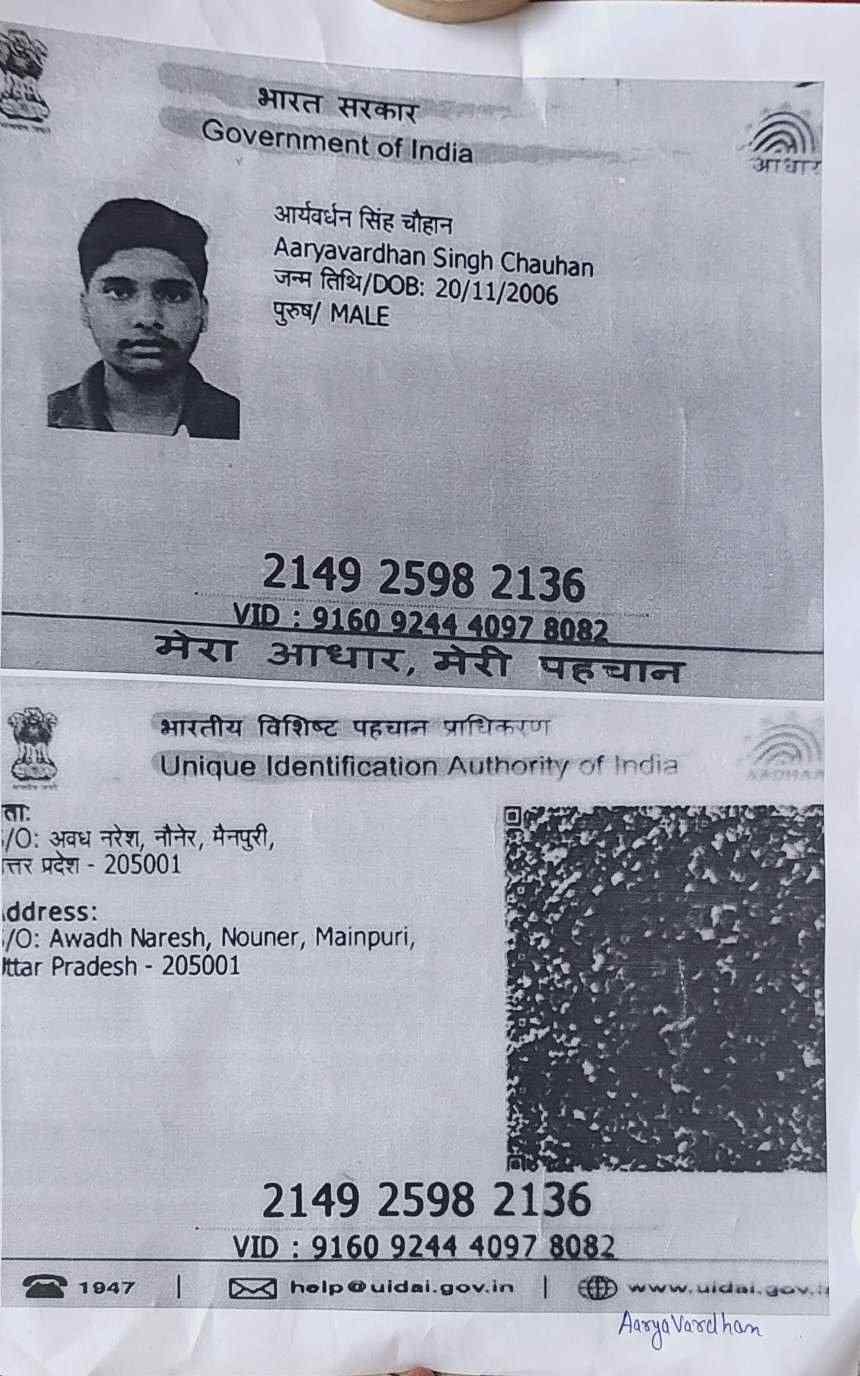 भारत सरकार
Government of India
आधार
आर्यवर्धन सिंह चौहान
Aaryavardhan Singh Chauhan
जन्म तिथि/DOB: 20/11/2006
पुरुष/ MALE
2149 2598 2136
VID : 9160 9244 4097 8082
मेरा आधार, मेरी पहचान
भारतीय विशिष्ट पहचान प्राधिकरण
Unique Identification Authority of India
AADHAAR
ता:
/O: अवध नरेश, नौनेर, मैनपुरी,
त्तर प्रदेश - 205001
ddress:
/O: Awadh Naresh, Nouner, Mainpuri,
ttar Pradesh - 205001
2149 2598 2136
VID : 9160 9244 4097 8082
1947 | help@uidai.gov.in | www.uidai.gov.i
AaryaVardhan